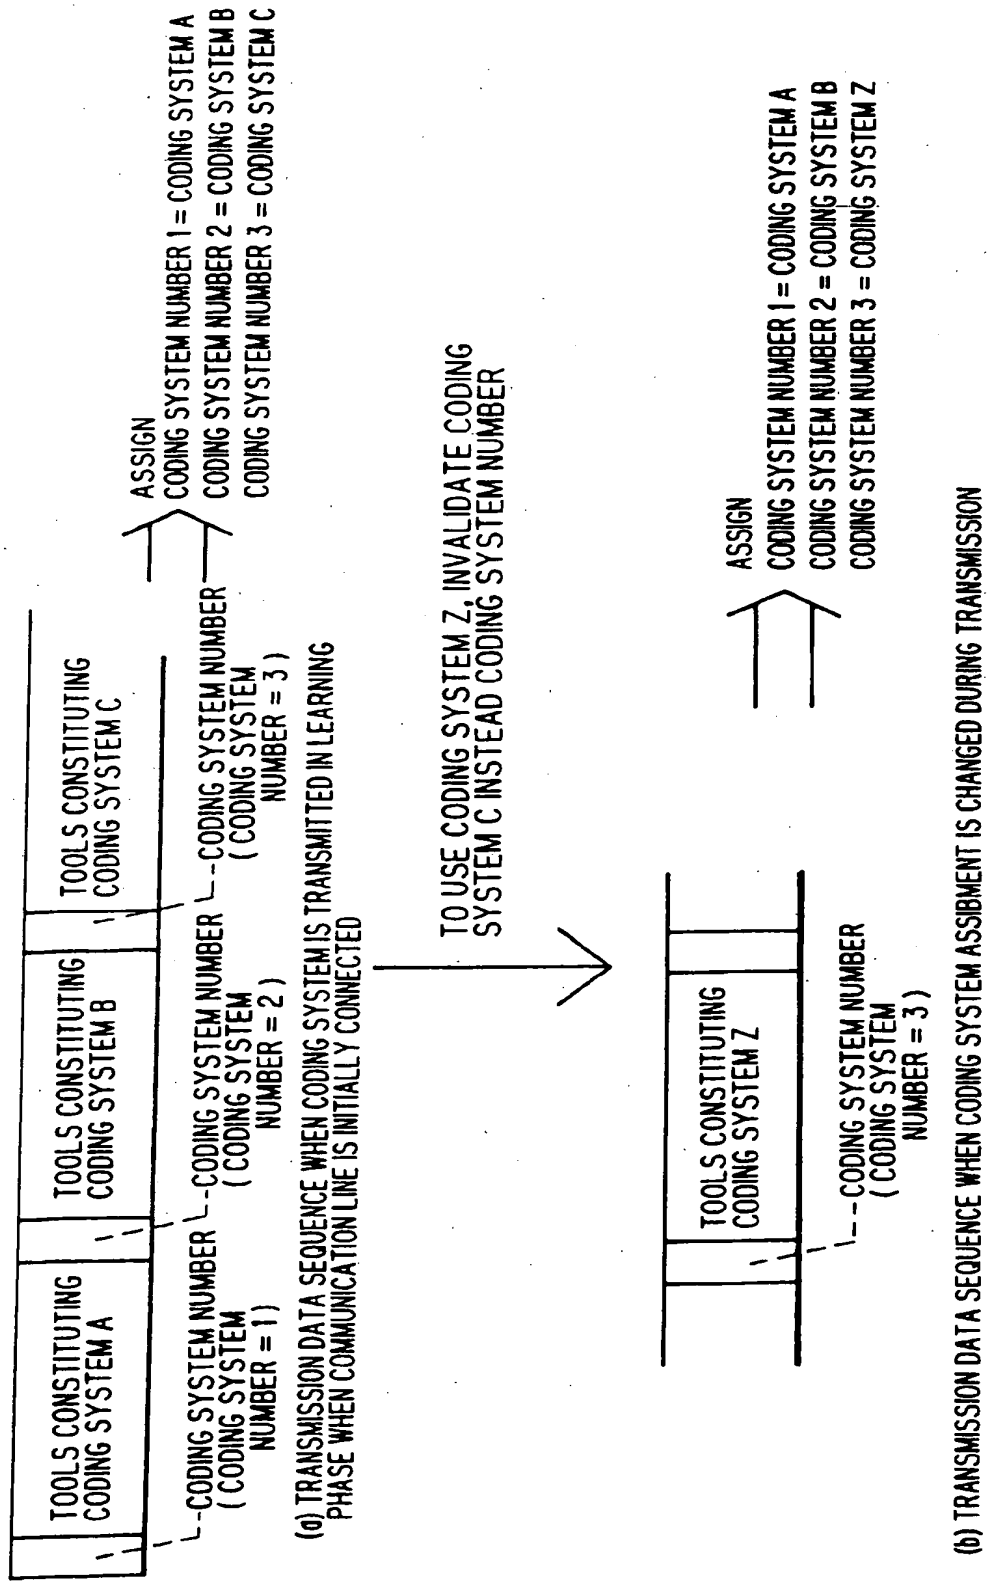 TOOLS CONSTITUTING
CODING SYSTEM A
TOOLS CONSTITUTING
CODING SYSTEM B
TOOLS CONSTITUTING
CODING SYSTEM C
CODING SYSTEM NUMBER
(CODING SYSTEM
NUMBER = 1)
CODING SYSTEM NUMBER
(CODING SYSTEM
NUMBER = 2)
CODING SYSTEM NUMBER
(CODING SYSTEM
NUMBER = 3)
ASSIGN
CODING SYSTEM NUMBER 1 = CODING SYSTEM A
CODING SYSTEM NUMBER 2 = CODING SYSTEM B
CODING SYSTEM NUMBER 3 = CODING SYSTEM C
(a) TRANSMISSION DATA SEQUENCE WHEN CODING SYSTEM IS TRANSMITTED IN LEARNING
PHASE WHEN COMMUNICATION LINE IS INITIALLY CONNECTED
TO USE CODING SYSTEM Z, INVALIDATE CODING
SYSTEM C INSTEAD CODING SYSTEM NUMBER
TOOLS CONSTITUTING
CODING SYSTEM Z
CODING SYSTEM NUMBER
(CODING SYSTEM
NUMBER = 3)
ASSIGN
CODING SYSTEM NUMBER 1 = CODING SYSTEM A
CODING SYSTEM NUMBER 2 = CODING SYSTEM B
CODING SYSTEM NUMBER 3 = CODING SYSTEM Z
(b) TRANSMISSION DATA SEQUENCE WHEN CODING SYSTEM ASSIBMENT IS CHANGED DURING TRANSMISSION